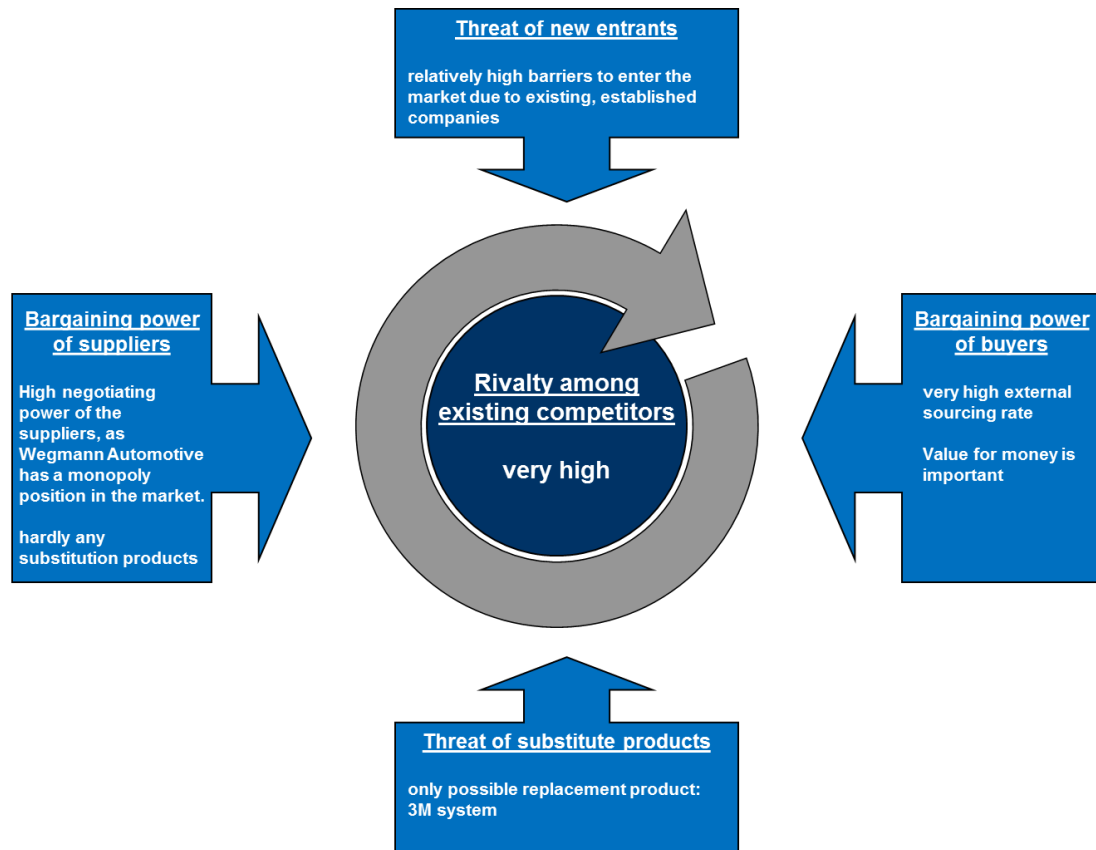 Threat of new entrants
relatively high barriers to enter the
market due to existing, established
companies
Bargaining power
of suppliers
High negotiating
power of the
suppliers, as
Wegmann Automotive
has a monopoly
position in the market.
hardly any
substitution products
Rivalty among
existing competitors
very high
Bargaining power
of buyers
very high external
sourcing rate
Value for money is
important
Threat of substitute products
only possible replacement product:
3M system